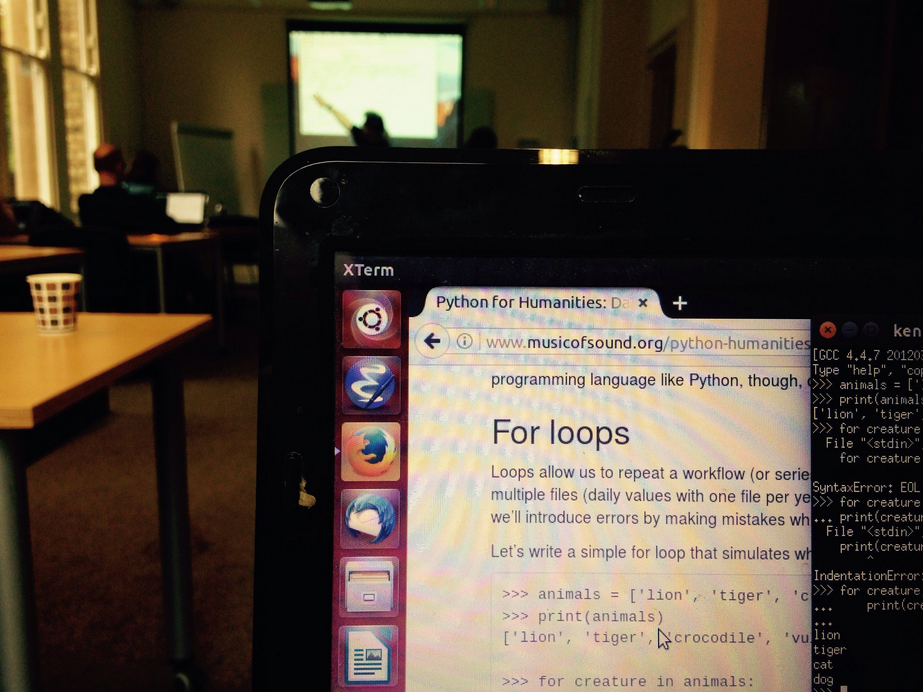 XTerm
Python for Humanities: Da
www.musicofsound.org/python-humanities
programming language like Python, though,
For loops
Loops allow us to repeat a workflow (or serie
multiple files (daily values with one file per ye
we'll introduce errors by making mistakes wh
Let's write a simple for loop that simulates wh
>>> animals = ['lion', 'tiger', 'c
>>> print(animals)
['lion', 'tiger', 'crocodile', 'vu
>>> for creature in animals:
ken
[GCC 4.4.7 20120
Type "help", "cop
>>> animals = ['
>>> print(animals
['lion', 'tiger'
>>> for creature
File "<stdin>"
for creature
SyntaxError: EOL
>>> for creature
... print(creatu
File "<stdin>"
print(creatu
^
IndentationError:
>>> for creature
... print(cre
...
lion
tiger
cat
dog